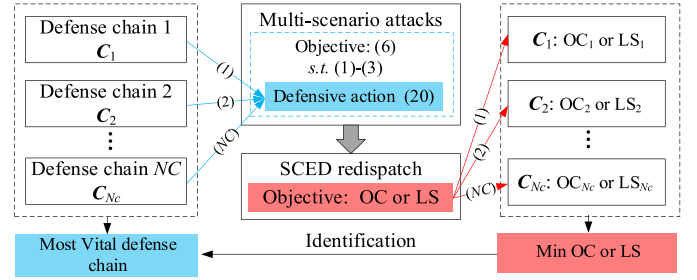 Defense chain 1
C1
Defense chain 2
C2
Defense chain NC
CNc
(1)
(2)
(NC)
Multi-scenario attacks
Objective: (6)
s.t. (1)-(3)
Defensive action (20)
SCED redispatch
Objective: OC or LS
(1)
(2)
(NC)
C1: OC1 or LS1
C2: OC2 or LS2
CNc: OCNc or LSNc
Most Vital defense
chain
Identification
Min OC or LS